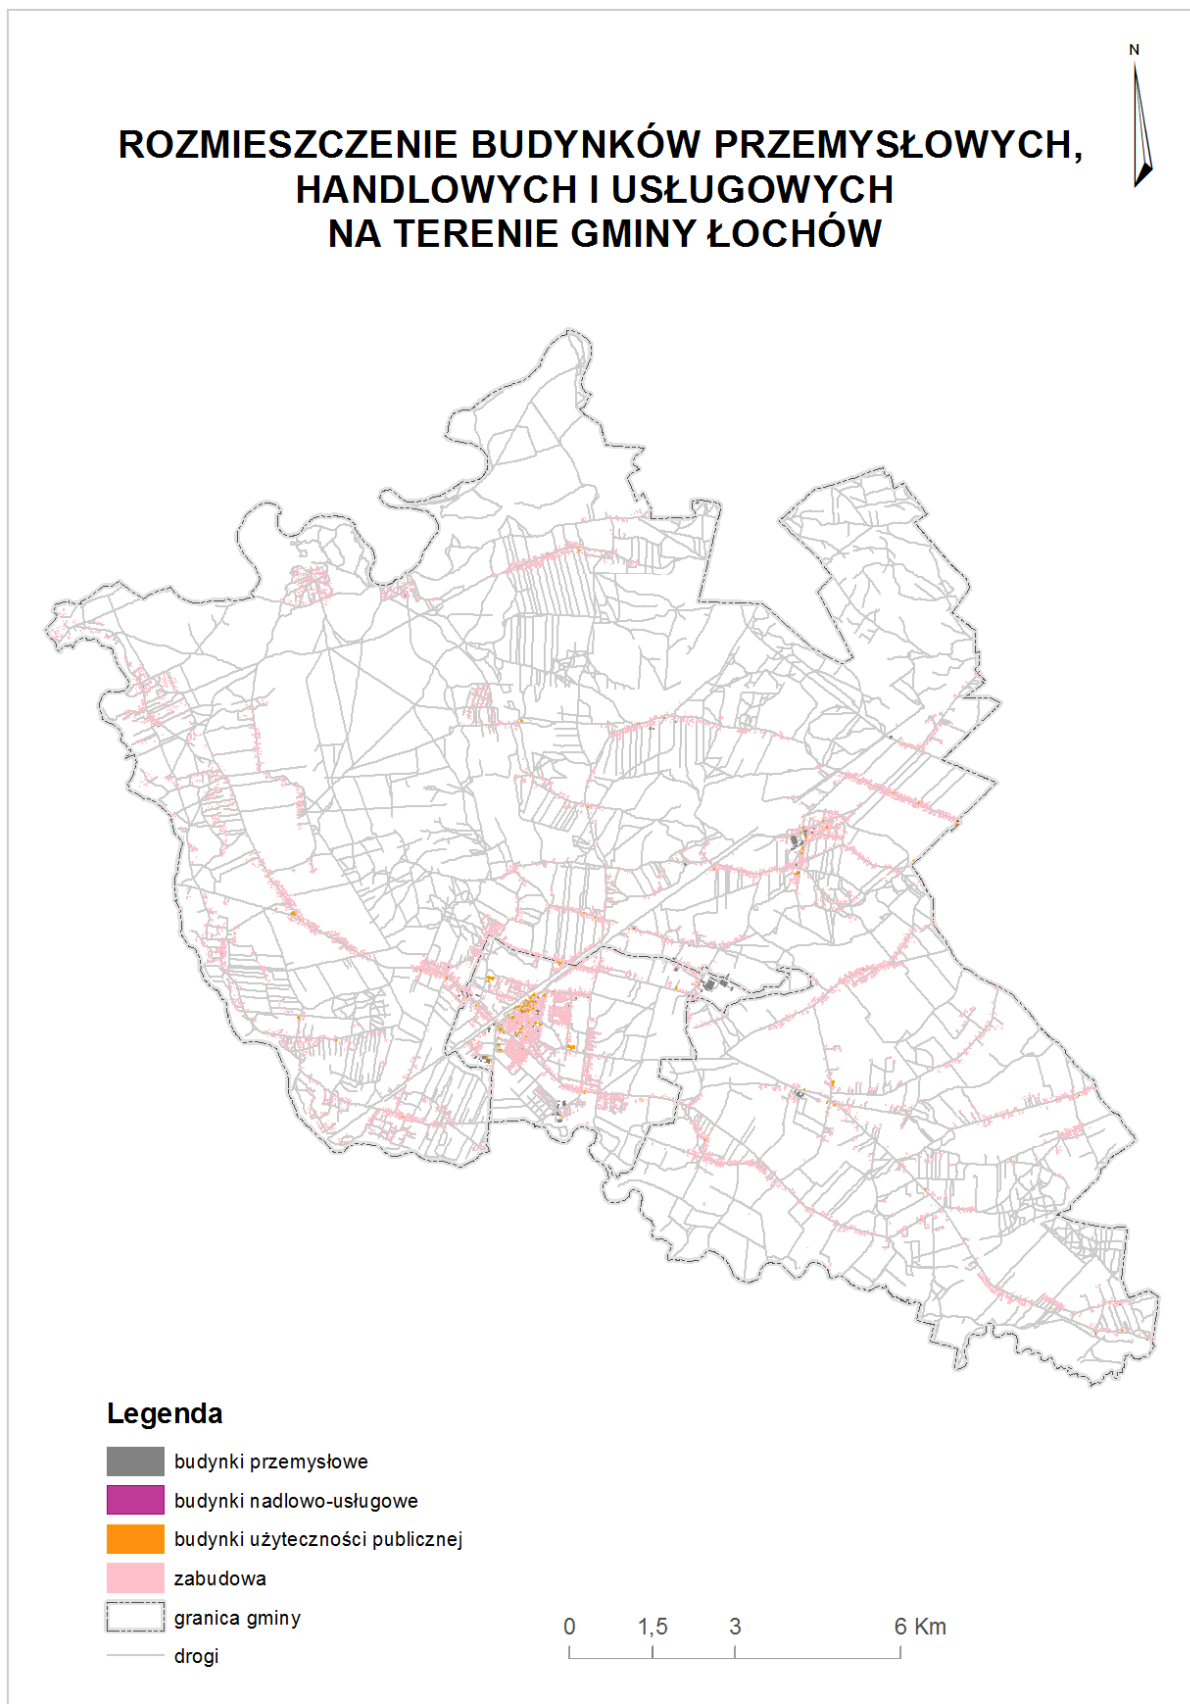 N
ROZMIESZCZENIE BUDYNKÓW PRZEMYSŁOWYCH,
HANDLOWYCH I USŁUGOWYCH
NA TERENIE GMINY ŁOCHÓW
Legenda
budynki przemysłowe
budynki nadlowo-usługowe
budynki użyteczności publicznej
zabudowa
granica gminy
drogi
0 1,5 3 6 Km